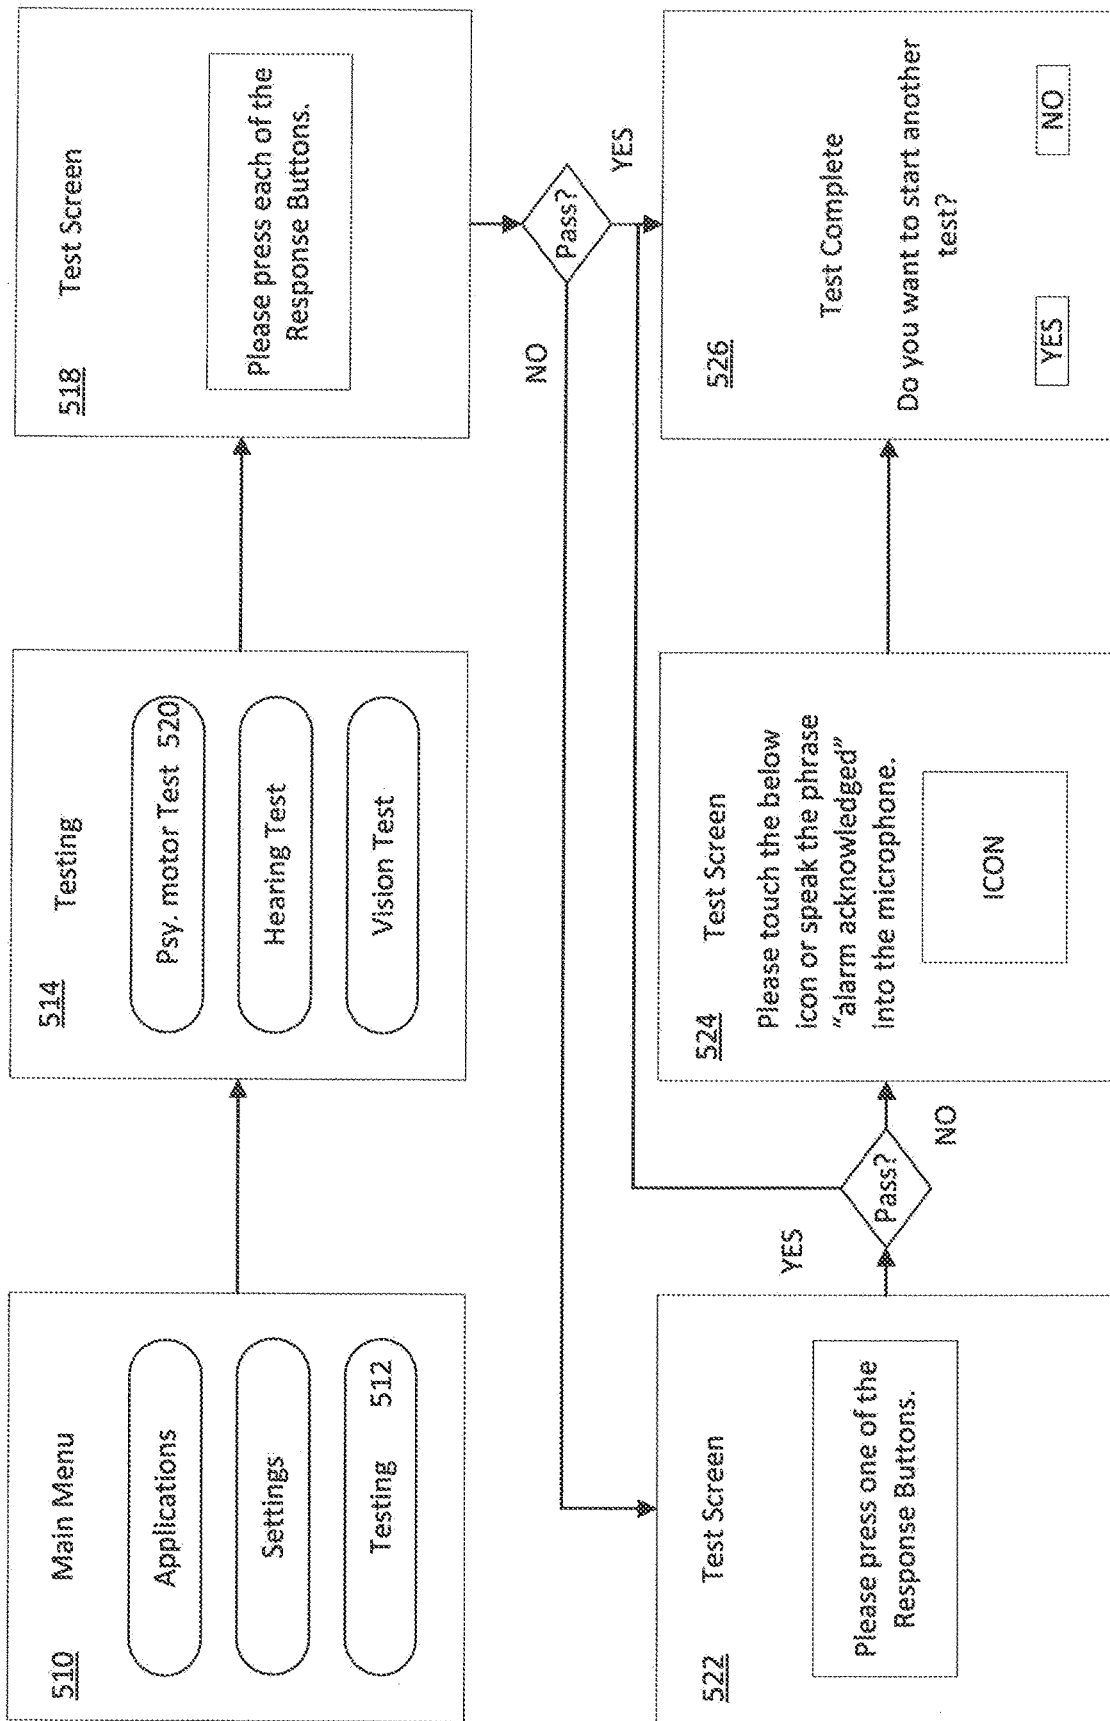 510 Main Menu
Applications
Settings
Testing 512
514 Testing
Psy. motor Test 520
Hearing Test
Vision Test
518 Test Screen
Please press each of the
Response Buttons.
Pass?
NO
YES
522 Test Screen
Please press one of the
Response Buttons.
YES
Pass?
NO
524 Test Screen
Please touch the below
icon or speak the phrase
"alarm acknowledged"
into the microphone.
ICON
526
Test Complete
Do you want to start another
test?
YES NO